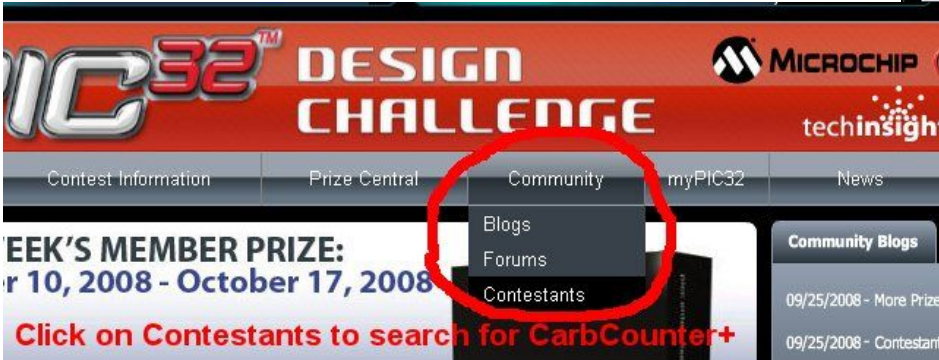 PIC32™ DESIGN
CHALLENGE
MICROCHIP
techinsight
Contest Information Prize Central Community myPIC32 News
Blogs
Forums
Contestants
EEK'S MEMBER PRIZE:
r 10, 2008 - October 17, 2008
Click on Contestants to search for CarbCounter+
Community Blogs
09/25/2008 - More Prize
09/25/2008 - Contestant